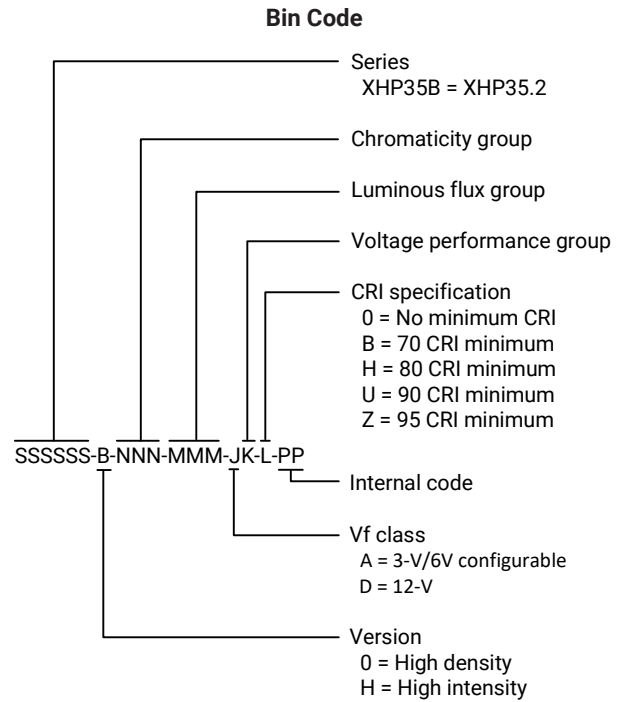 Bin Code
Series
XHP35B = XHP35.2
Chromaticity group
Luminous flux group
Voltage performance group
CRI specification
0 = No minimum CRI
B = 70 CRI minimum
H = 80 CRI minimum
U = 90 CRI minimum
Z = 95 CRI minimum
SSSSSS-B-NNN-MMM-JK-L-PP
Internal code
Vf class
A = 3-V/6V configurable
D = 12-V
Version
0 = High density
H = High intensity